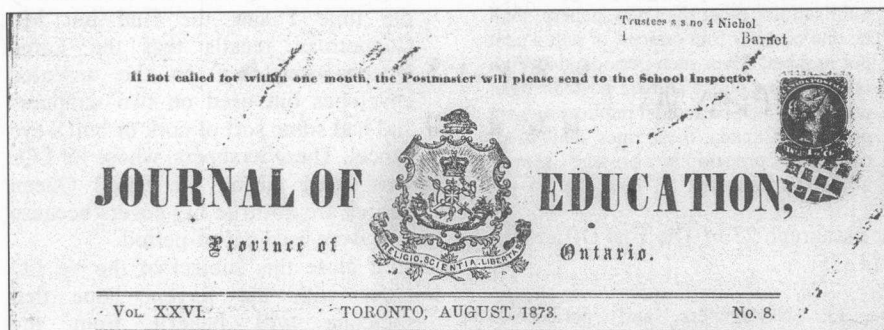 Trustees s s no 4 Nichol
1 Barnet
If not called for within one month, the Postmaster will please send to the School Inspector.
JOURNAL OF EDUCATION,
Province of Ontario.
RELIGIO. SCIENTIA. LIBERTAS
VOL. XXVI. TORONTO, AUGUST, 1873. No. 8.